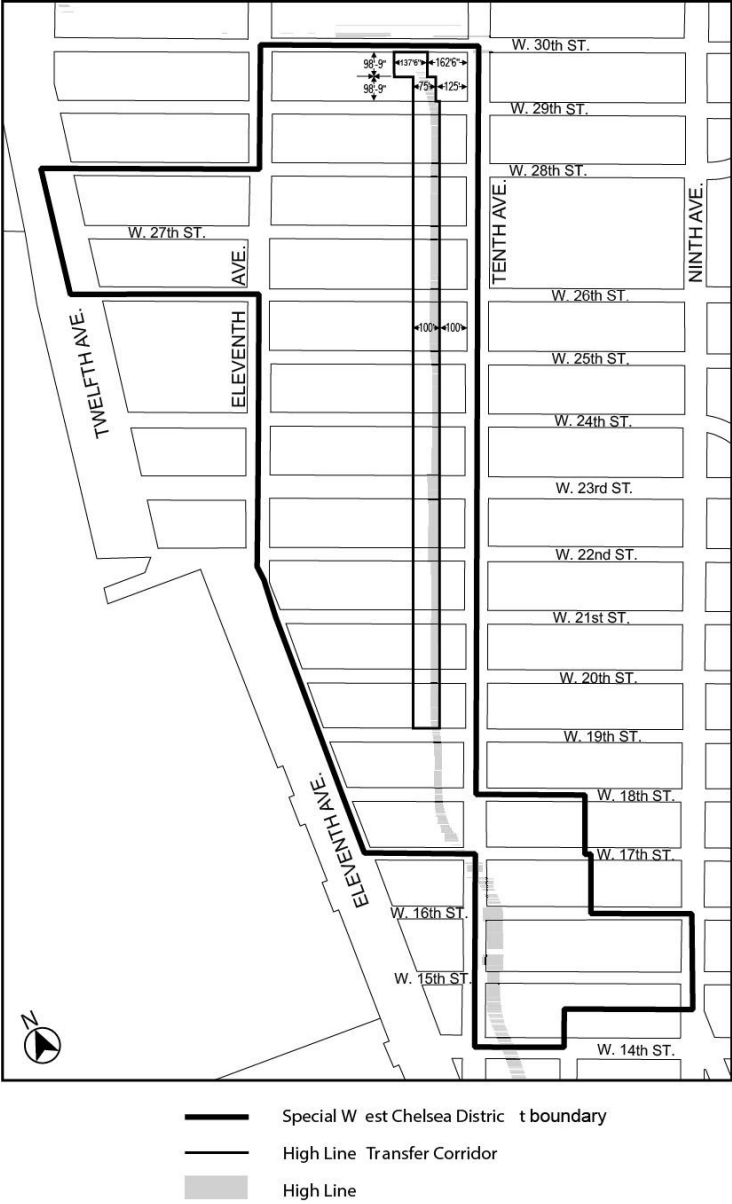 W. 30th ST.
98'-9"
137'6"
162'6"
98'-9"
75'
125'
W. 29th ST.
W. 28th ST.
TENTH AVE.
NINTH AVE.
W. 27th ST.
ELEVENTH AVE.
W. 26th ST.
TWELFTH AVE.
100'
100'
W. 25th ST.
W. 24th ST.
W. 23rd ST.
W. 22nd ST.
W. 21st ST.
W. 20th ST.
W. 19th ST.
W. 18th ST.
ELEVENTH AVE.
W. 17th ST.
W. 16th ST.
W. 15th ST.
N
W. 14th ST.
Special W est Chelsea Distric t boundary
High Line Transfer Corridor
High Line